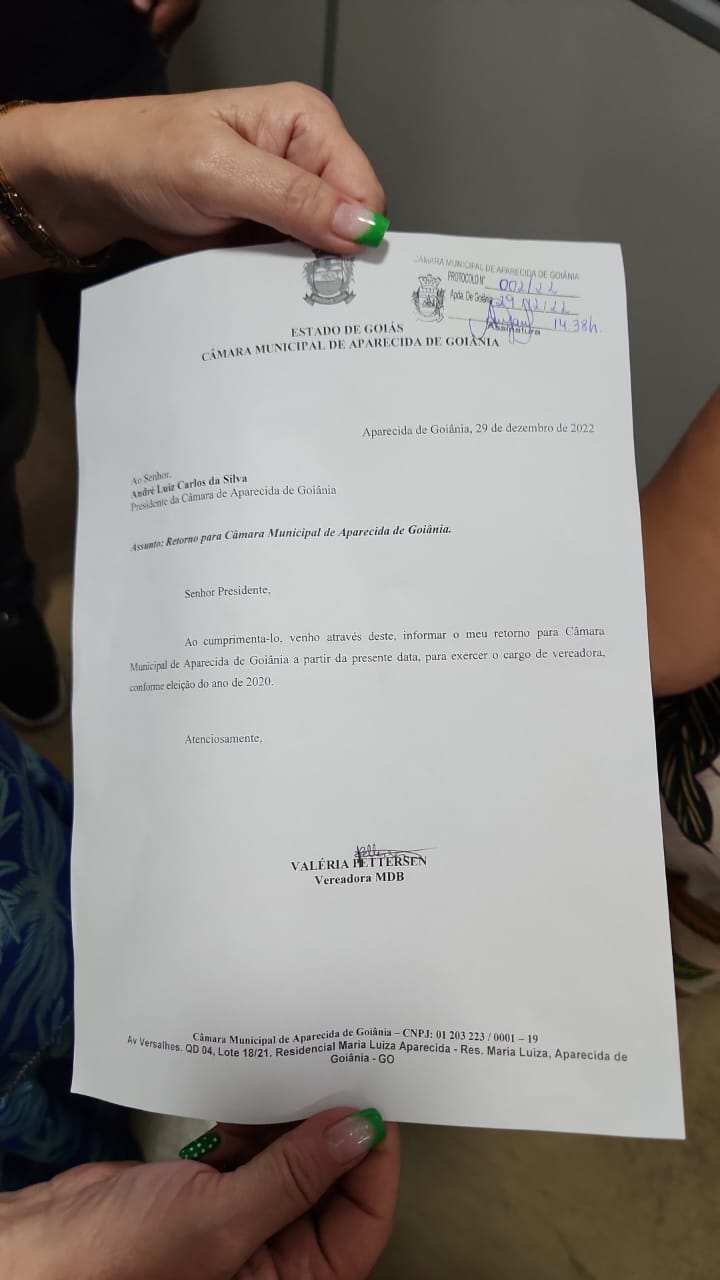 CÂMARA MUNICIPAL DE APARECIDA DE GOIÂNIA
PROTOCOLO Nº 002/22
Apda. De Goiânia 29/12/22
Assinatura 14:38h.
ESTADO DE GOIÁS
CÂMARA MUNICIPAL DE APARECIDA DE GOIÂNIA
Aparecida de Goiânia, 29 de dezembro de 2022
Ao Senhor,
André Luiz Carlos da Silva
Presidente da Câmara de Aparecida de Goiânia
Assunto: Retorno para Câmara Municipal de Aparecida de Goiânia.
Senhor Presidente,
Ao cumprimenta-lo, venho através deste, informar o meu retorno para Câmara
Municipal de Aparecida de Goiânia a partir da presente data, para exercer o cargo de vereadora,
conforme eleição do ano de 2020.
Atenciosamente,
VALÉRIA PETTERSEN
Vereadora MDB
Câmara Municipal de Aparecida de Goiânia – CNPJ: 01 203 223 / 0001 – 19
Av Versalhes. QD 04, Lote 18/21. Residencial Maria Luiza Aparecida - Res. Maria Luiza, Aparecida de
Goiânia - GO